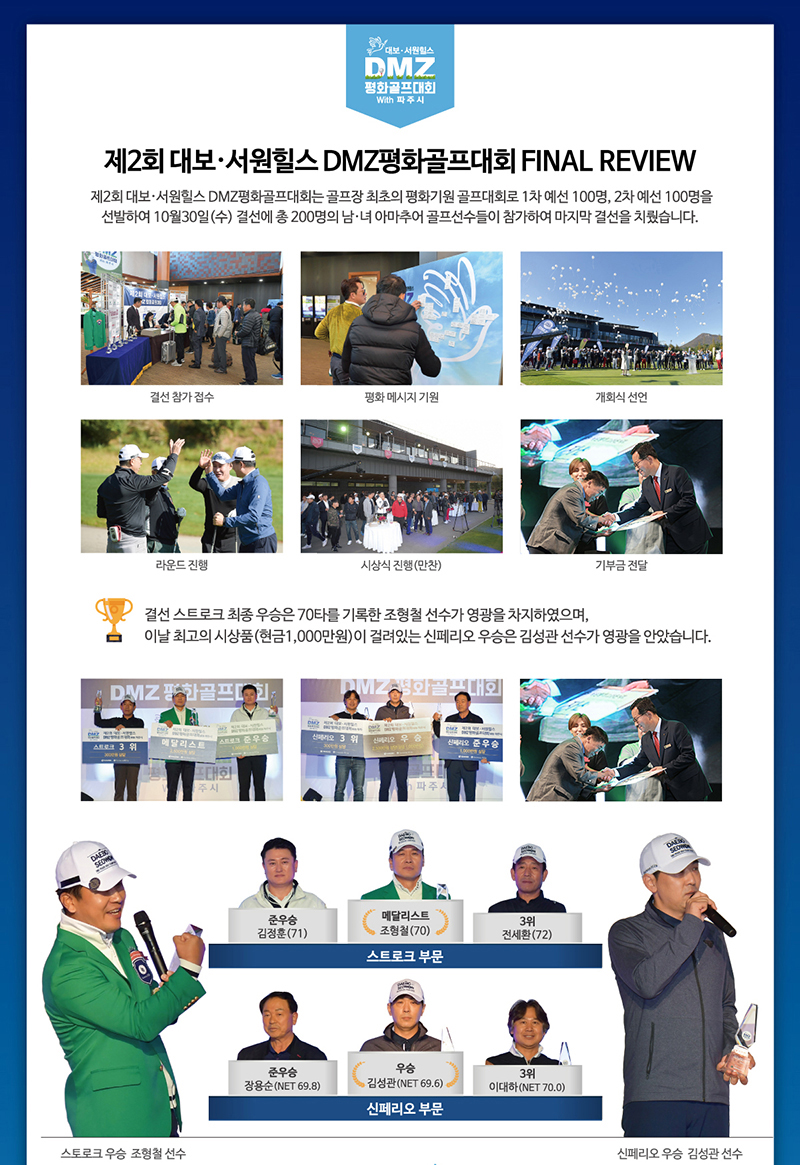 대보·서원힐스
DMZ
평화골프대회
With 파주시
제2회 대보·서원힐스 DMZ평화골프대회 FINAL REVIEW
제2회 대보·서원힐스 DMZ평화골프대회는 골프장 최초의 평화기원 골프대회로 1차 예선 100명, 2차 예선 100명을
선발하여 10월30일(수) 결선에 총 200명의 남·녀 아마추어 골프선수들이 참가하여 마지막 결선을 치뤘습니다.
결선 참가 접수
평화 메시지 기원
개회식 선언
라운드 진행
시상식 진행(만찬)
기부금 전달
결선 스트로크 최종 우승은 70타를 기록한 조형철 선수가 영광을 차지하였으며,
이날 최고의 시상품(현금1,000만원)이 걸려있는 신페리오 우승은 김성관 선수가 영광을 안았습니다.
DMZ 평화골프대회
스트로크 3 위
메달리스트
준우승
평화골프대회
신페리오
신페리오 우 승
신페리오 준우승
파주시
DAEBO
SEOWON
준우승
김정훈(71)
메달리스트
조형철(70)
3위
전세환(72)
스트로크 부문
준우승
장용순(NET 69.8)
우승
김성관(NET 69.6)
3위
이대하(NET 70.0)
신페리오 부문
DAEBO
SEOWON
스토로크 우승 조형철 선수
신페리오 우승 김성관 선수